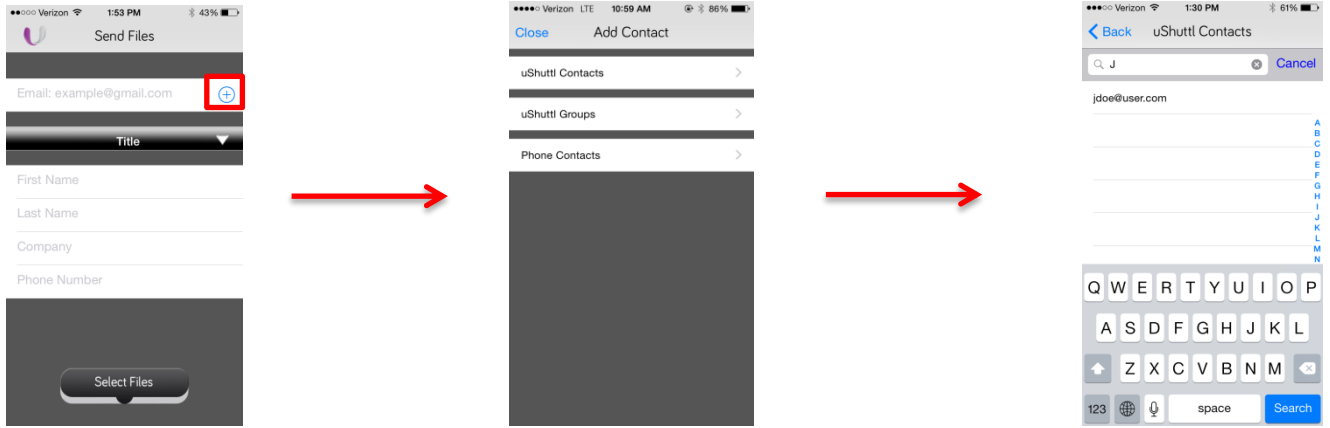 Verizon 1:53 PM 43%
Send Files
Email: example@gmail.com
Title
First Name
Last Name
Company
Phone Number
Select Files
Verizon LTE 10:59 AM 86%
Close Add Contact
uShuttl Contacts
uShuttl Groups
Phone Contacts
Verizon 1:30 PM 61%
Back uShuttl Contacts
J Cancel
jdoe@user.com
A
B
C
D
E
F
G
H
I
J
K
L
M
N
Q W E R T Y U I O P
A S D F G H J K L
Z X C V B N M
123 space Search